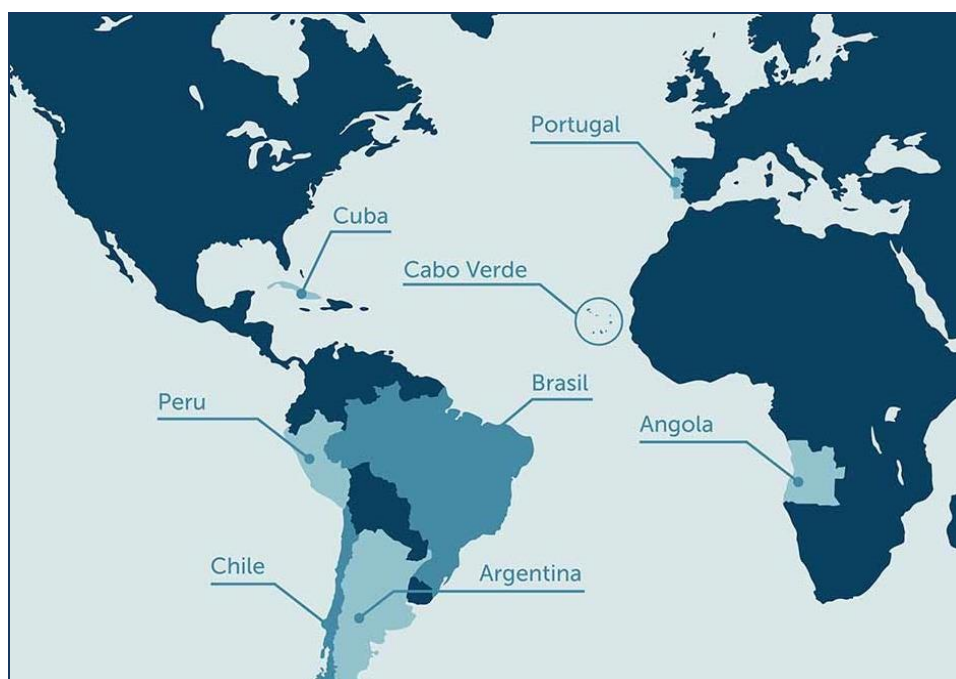 Portugal
Cuba
Cabo Verde
Brasil
Peru
Angola
Chile
Argentina